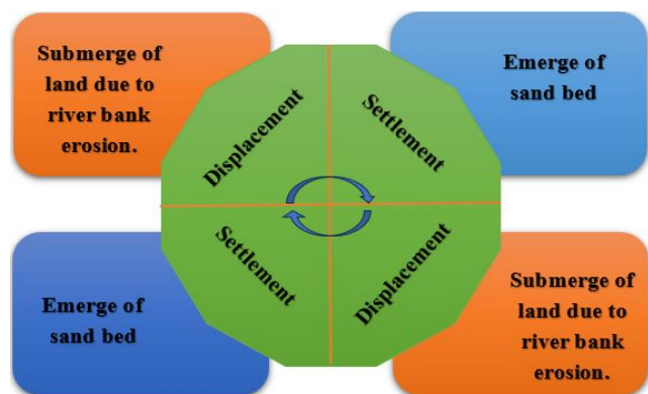 Submerge of
land due to
river bank
erosion.
Displacement
Settlement
Emerge of
sand bed
Emerge of
sand bed
Settlement
Displacement
Submerge of
land due to
river bank
erosion.